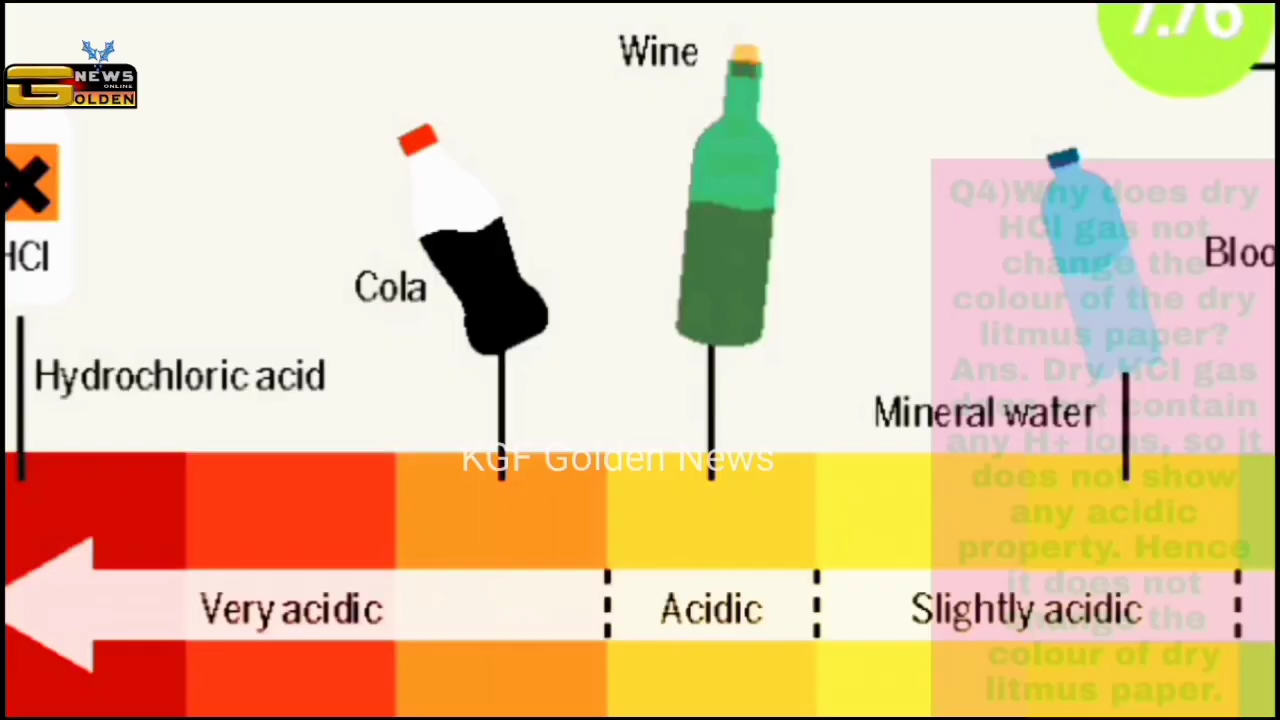 7.76
Wine
NEWS
ONLINE
GOLDEN
Q4)Why does dry
HCl gas not
change the
colour of the dry
litmus paper?
Ans. Dry HCl gas
does not contain
any H+ ions, so it
does not show
any acidic
property. Hence
it does not
change the
colour of dry
litmus paper.
HCl
Bloo
Cola
Hydrochloric acid
Mineral water
KGF Golden News
Very acidic
Acidic
Slightly acidic